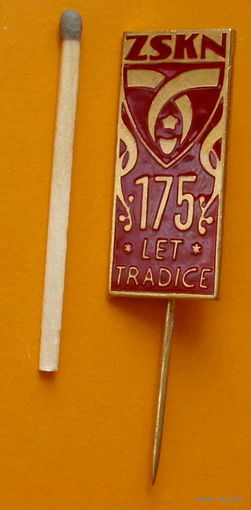 ZSKN
175
* LET *
TRADICE